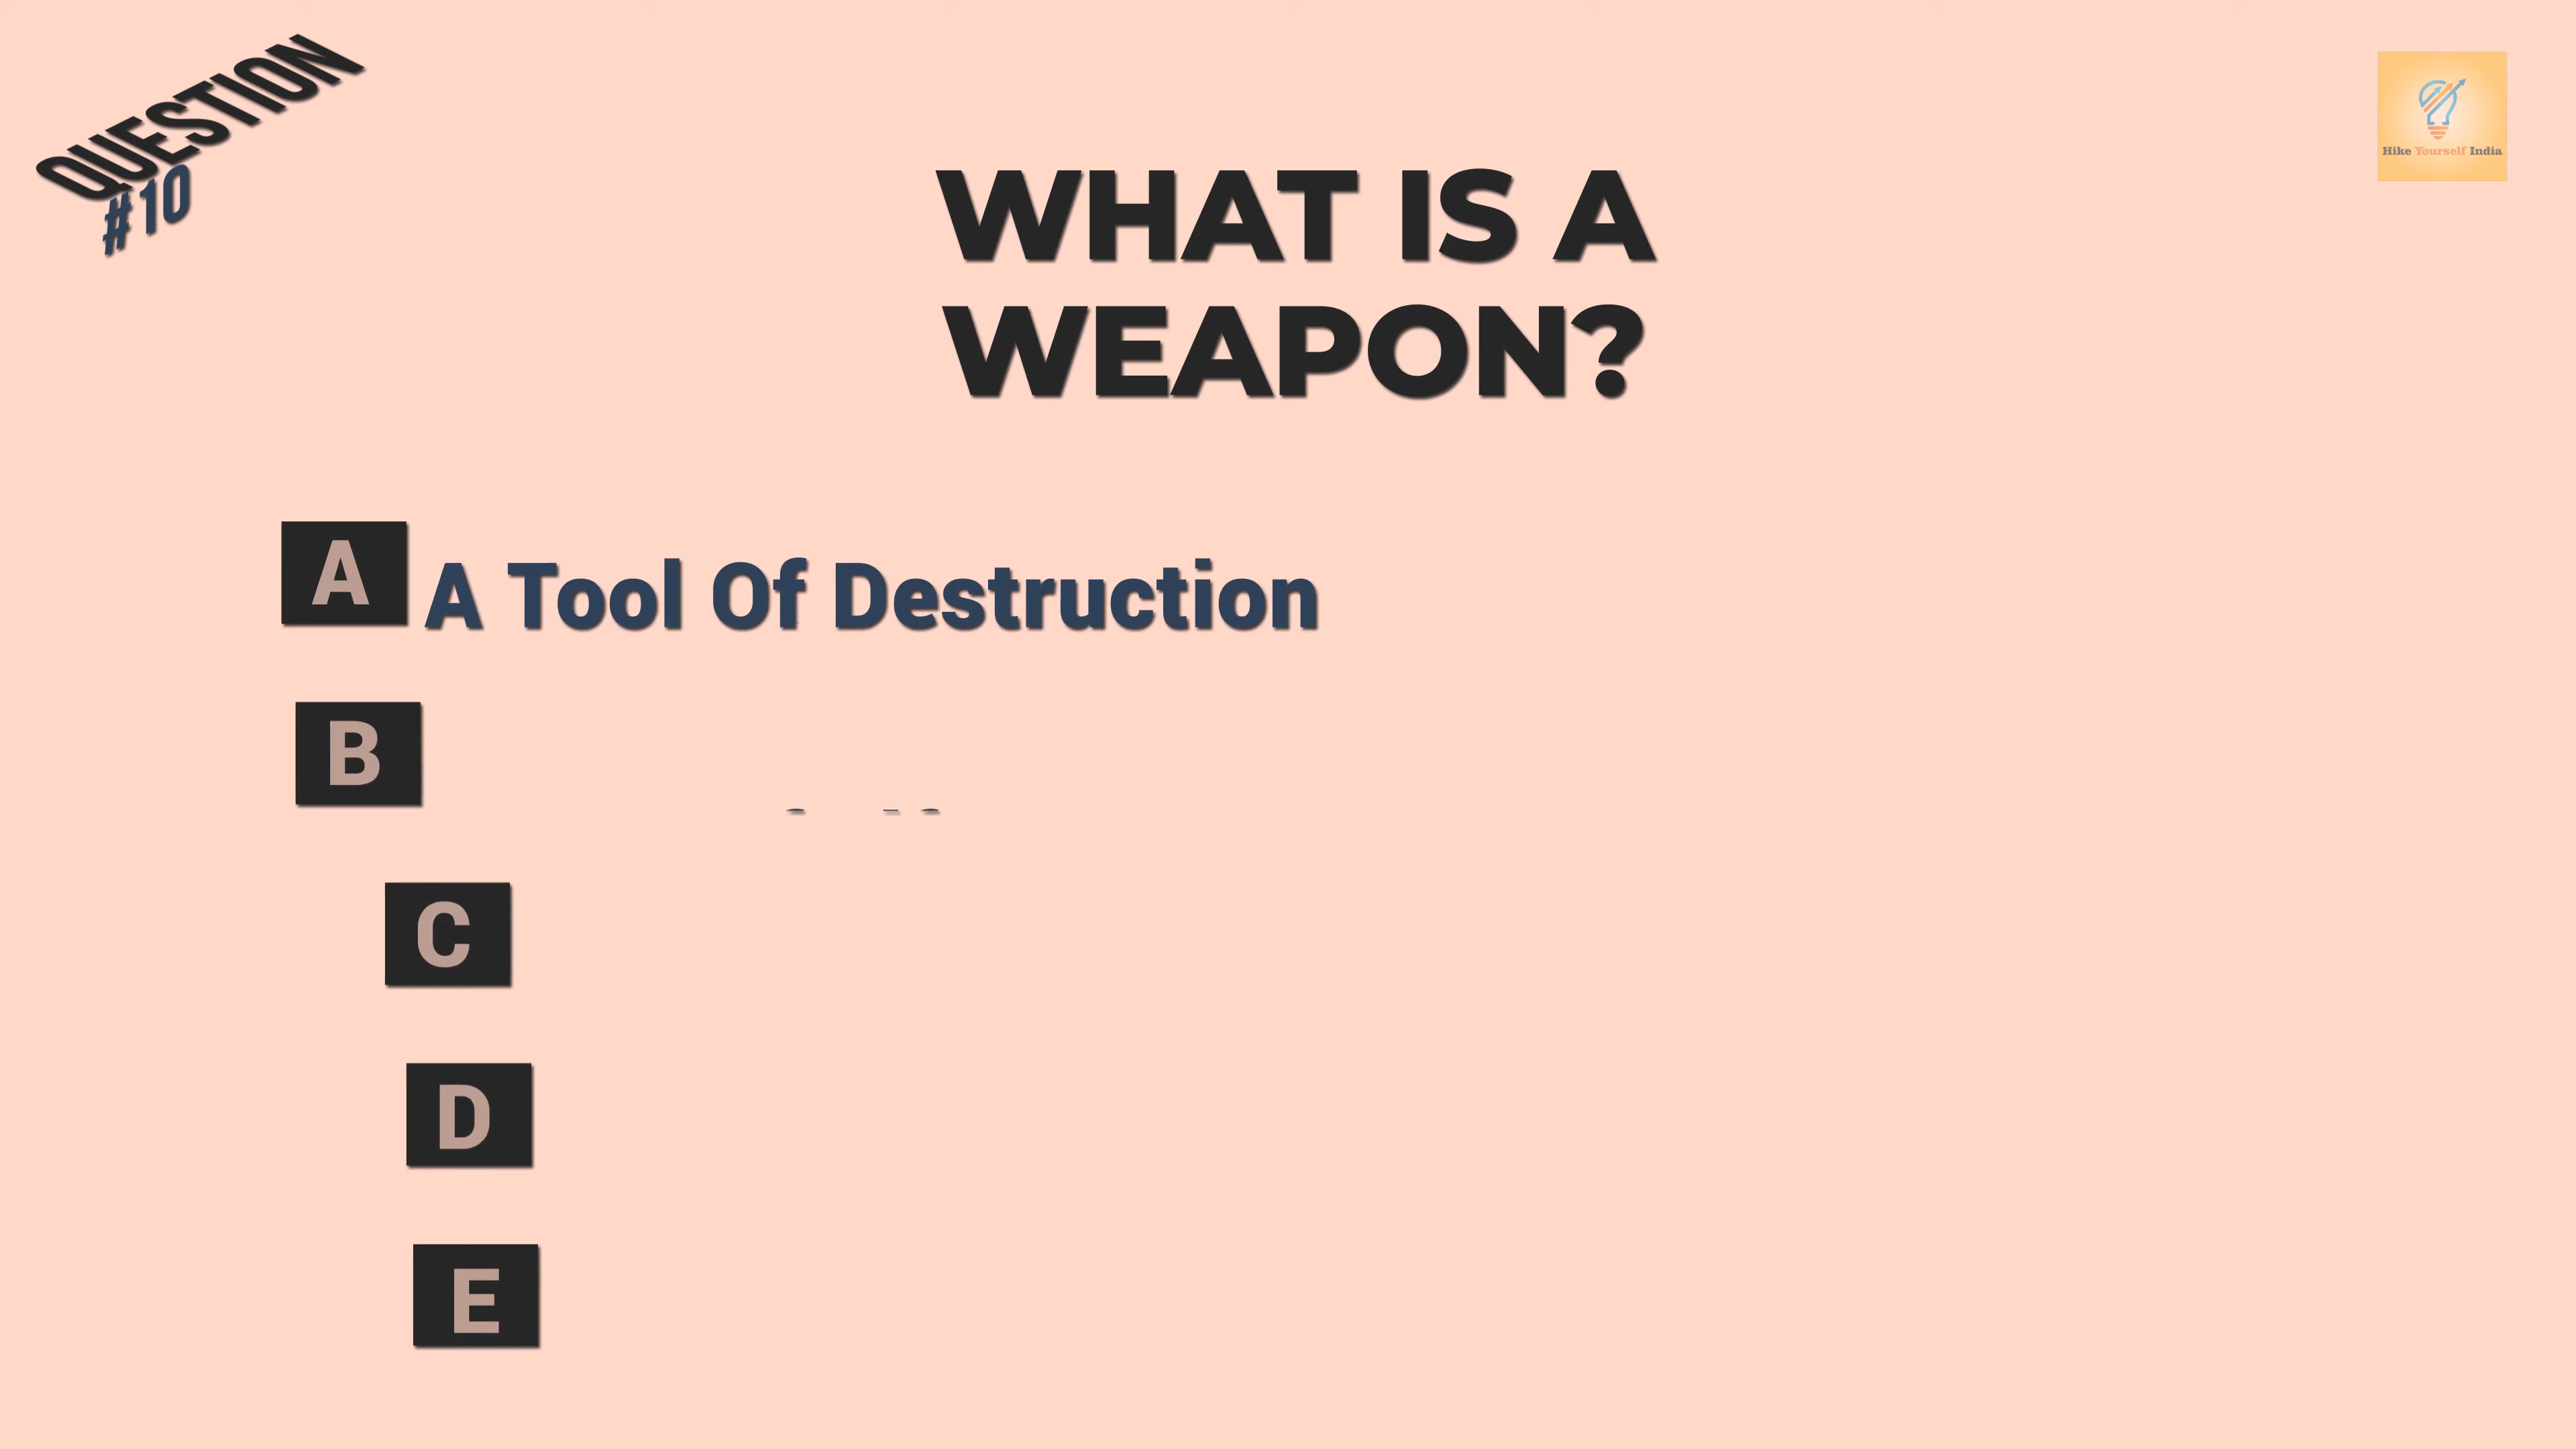 QUESTION
#10
Hike Yourself India
WHAT IS A
WEAPON?
A A Tool Of Destruction
B
C
D
E